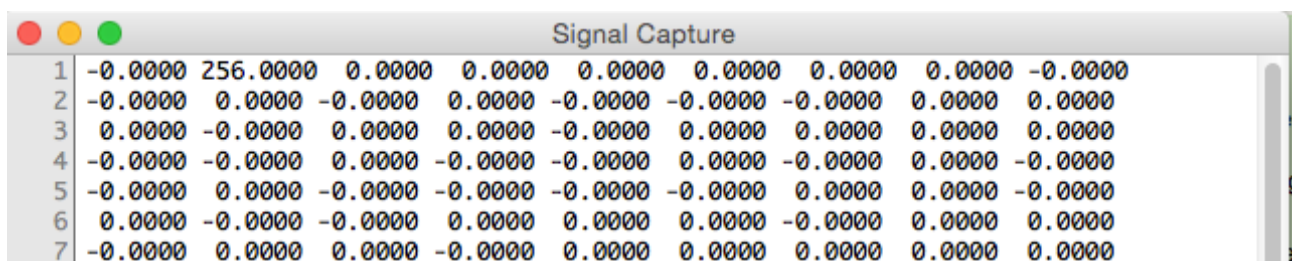 Signal Capture
1 -0.0000 256.0000 0.0000 0.0000 0.0000 0.0000 0.0000 0.0000 -0.0000
2 -0.0000 0.0000 -0.0000 0.0000 -0.0000 -0.0000 -0.0000 0.0000 0.0000
3 0.0000 -0.0000 0.0000 0.0000 -0.0000 0.0000 0.0000 0.0000 0.0000
4 -0.0000 -0.0000 0.0000 -0.0000 -0.0000 0.0000 -0.0000 0.0000 -0.0000
5 -0.0000 0.0000 -0.0000 -0.0000 -0.0000 -0.0000 0.0000 0.0000 -0.0000
6 0.0000 -0.0000 -0.0000 0.0000 0.0000 0.0000 -0.0000 0.0000 0.0000
7 -0.0000 0.0000 0.0000 -0.0000 0.0000 0.0000 0.0000 0.0000 0.0000